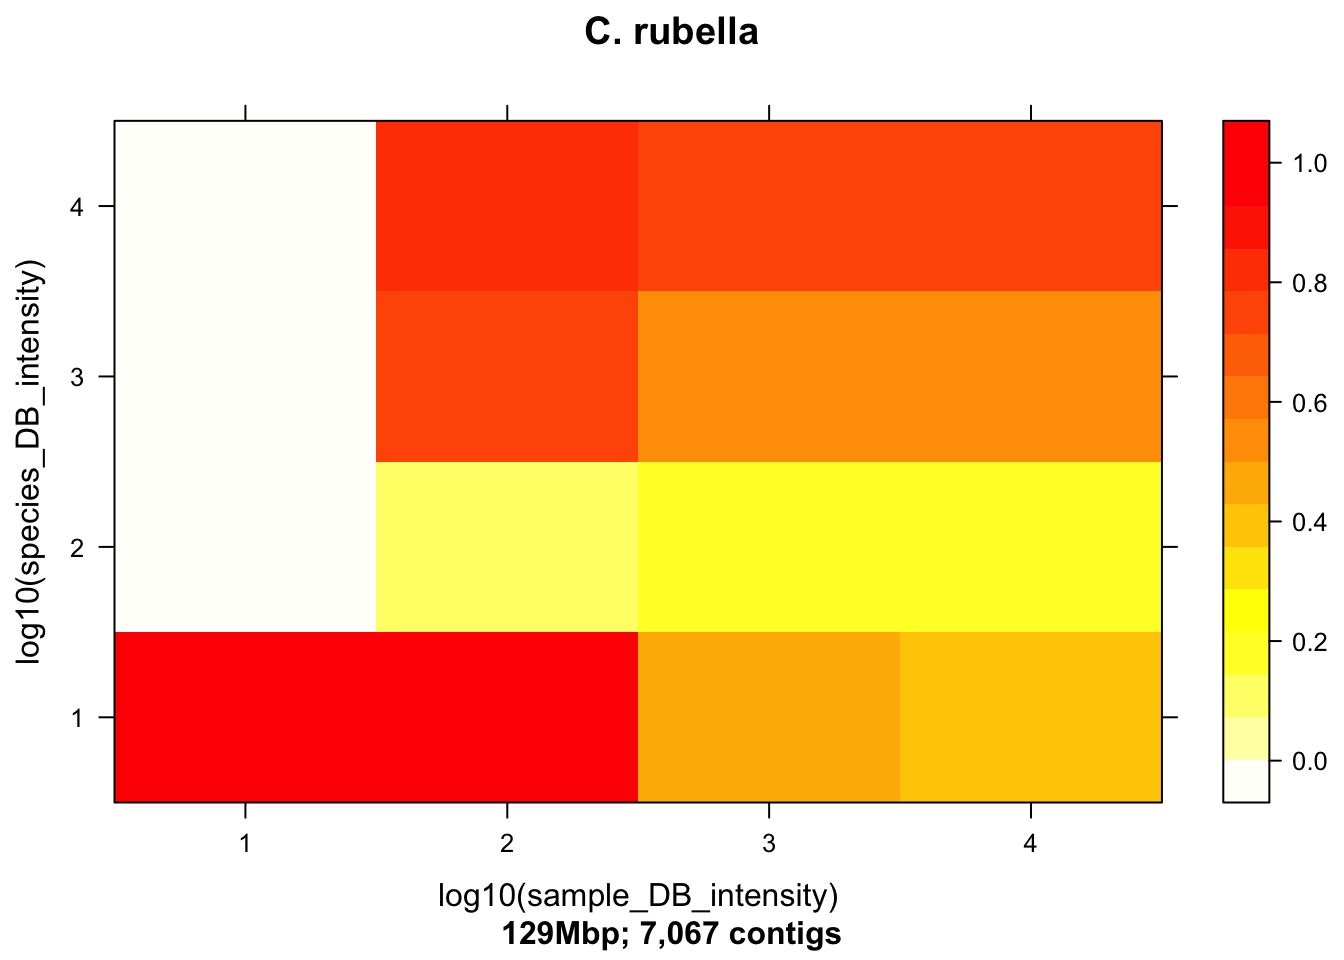 C. rubella
log10(species_DB_intensity)
4
3
2
1
1 2 3 4
log10(sample_DB_intensity)
129Mbp; 7,067 contigs
1.0
0.8
0.6
0.4
0.2
0.0